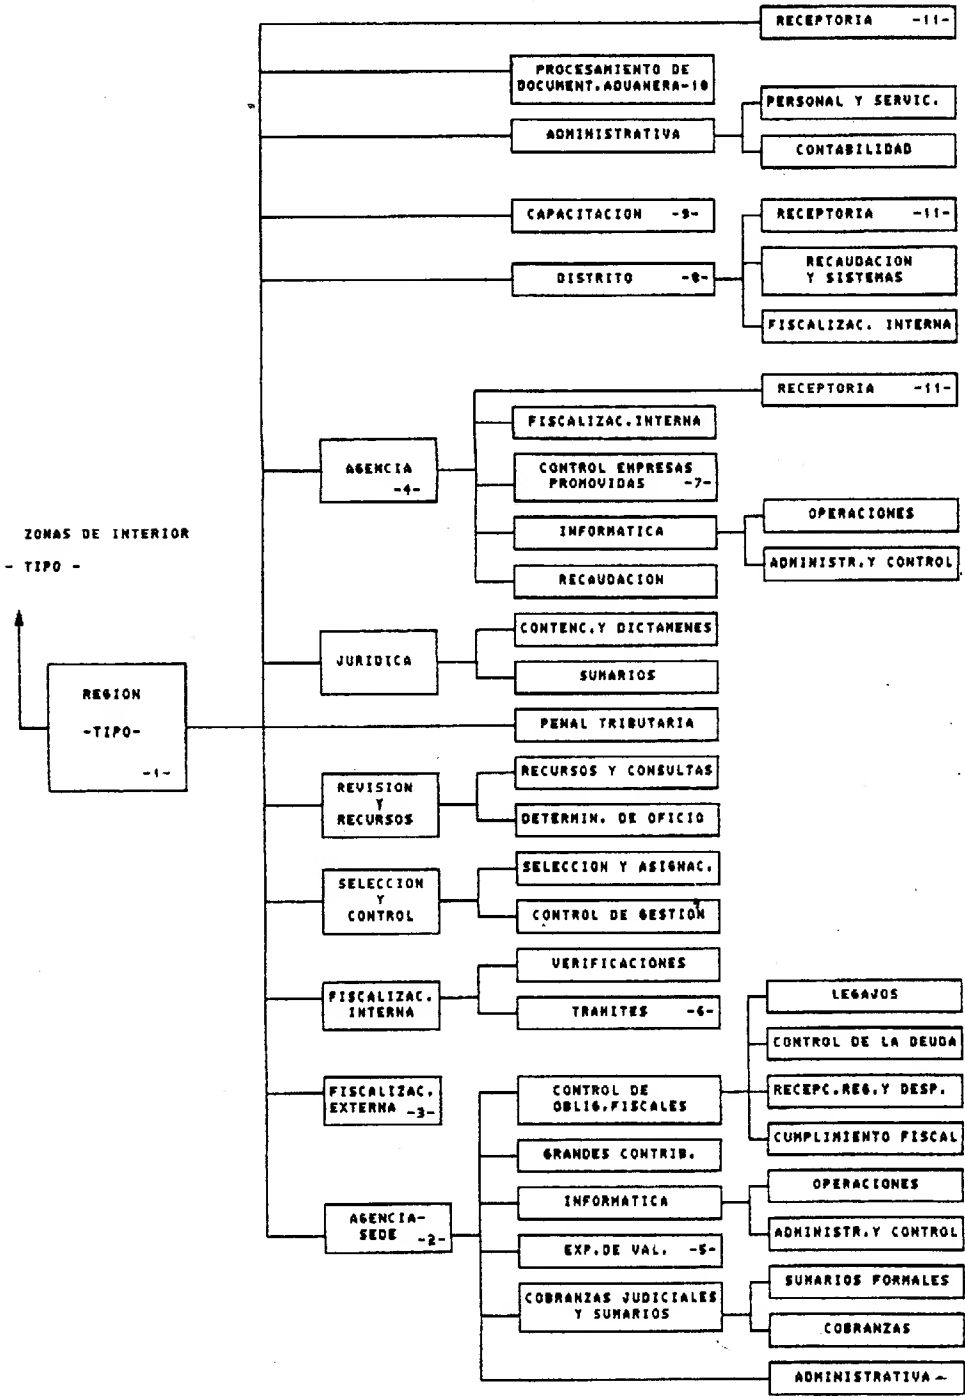 RECEPTORIA -11-
PROCESAMIENTO DE
DOCUMENT.ADUANERA-10
PERSONAL Y SERVIC.
ADMINISTRATIVA
CONTABILIDAD
CAPACITACION -9-
RECEPTORIA -11-
RECAUDACION
Y SISTEMAS
DISTRITO -8-
FISCALIZAC. INTERNA
RECEPTORIA -11-
FISCALIZAC.INTERNA
AGENCIA
-4-
CONTROL EMPRESAS
PROMOVIDAS -7-
OPERACIONES
INFORMATICA
ADMINISTR.Y CONTROL
RECAUDACION
ZONAS DE INTERIOR
- TIPO -
CONTENC.Y DICTAMENES
JURIDICA
SUMARIOS
REGION
-TIPO-
-1-
PENAL TRIBUTARIA
RECURSOS Y CONSULTAS
REVISION
Y
RECURSOS
DETERMIN. DE OFICIO
SELECCION Y ASIGNAC.
SELECCION
Y
CONTROL
CONTROL DE GESTION
VERIFICACIONES
FISCALIZAC.
INTERNA
TRAMITES -6-
LEGAJOS
CONTROL DE LA DEUDA
FISCALIZAC.
EXTERNA -3-
CONTROL DE
OBLIG.FISCALES
RECEPC.REG.Y DESP.
CUMPLIMIENTO FISCAL
GRANDES CONTRIB.
OPERACIONES
INFORMATICA
ADMINISTR.Y CONTROL
AGENCIA-
SEDE -2-
EXP.DE VAL. -5-
SUMARIOS FORMALES
COBRANZAS JUDICIALES
Y SUMARIOS
COBRANZAS
ADMINISTRATIVA -